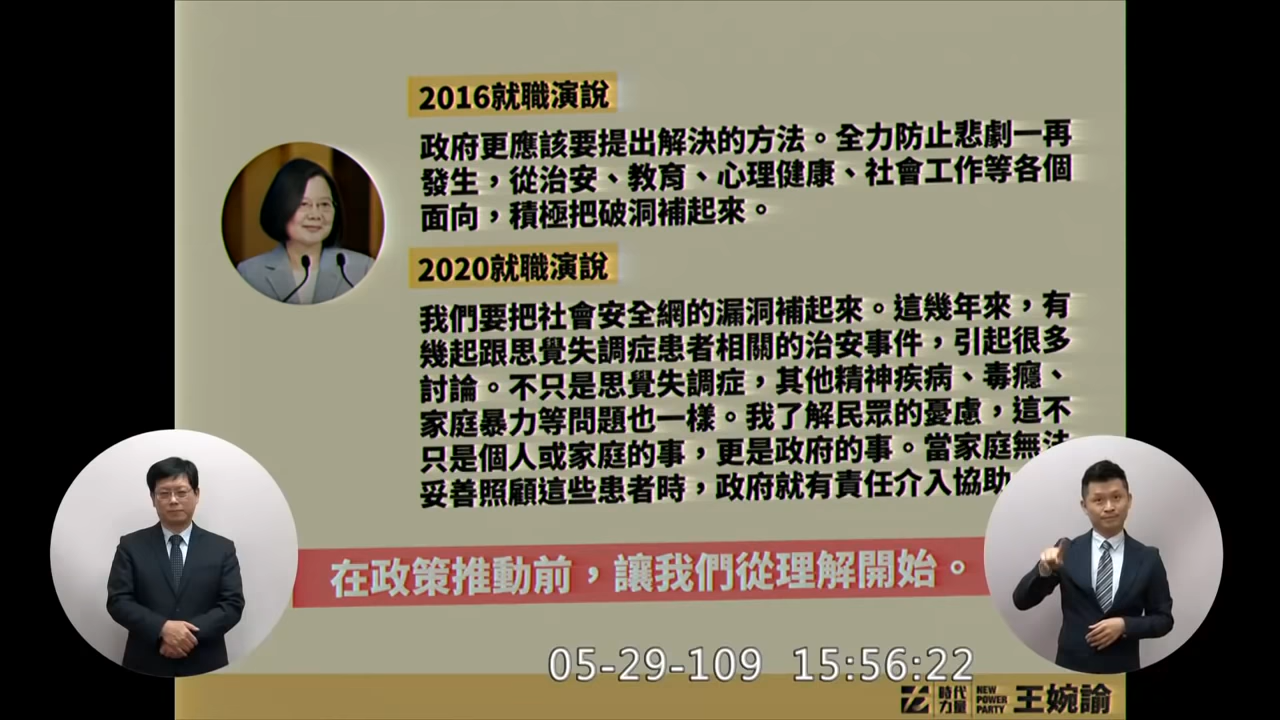 2016就職演說
政府更應該要提出解決的方法。全力防止悲劇一再
發生，從治安、教育、心理健康、社會工作等各個
面向，積極把破洞補起來。
2020就職演說
我們要把社會安全網的漏洞補起來。這幾年來，有
幾起跟思覺失調症患者相關的治安事件，引起很多
討論。不只是思覺失調症，其他精神疾病、毒癮、
家庭暴力等問題也一樣。我了解民眾的憂慮，這不
只是個人或家庭的事，更是政府的事。當家庭無法
妥善照顧這些患者時，政府就有責任介入協助
在政策推動前，讓我們從理解開始。
05-29-109 15:56:22
時代力量 NEW POWER PARTY 王婉諭